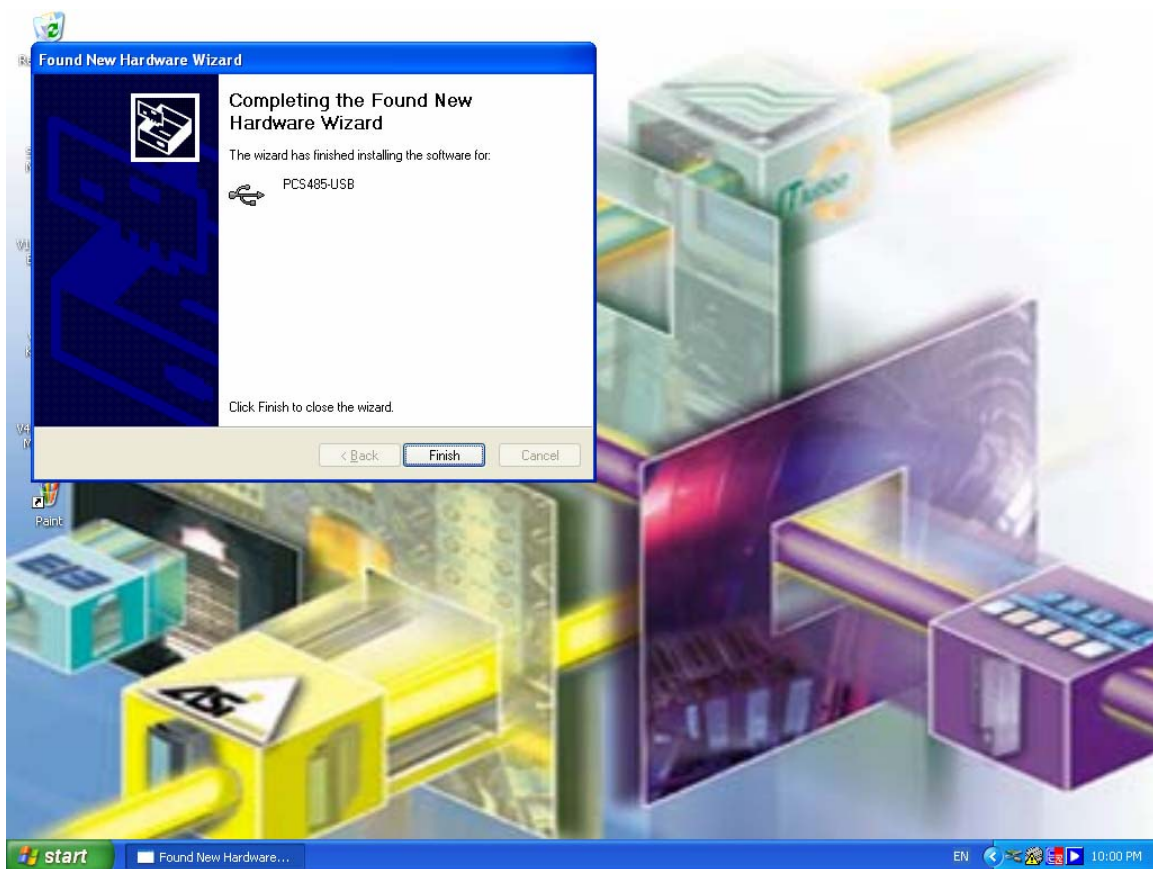 Found New Hardware Wizard
Completing the Found New
Hardware Wizard
The wizard has finished installing the software for:
PCS485-USB
Click Finish to close the wizard.
< Back
Finish
Cancel
Paint
EIB
ASi
start
Found New Hardware...
EN
10:00 PM